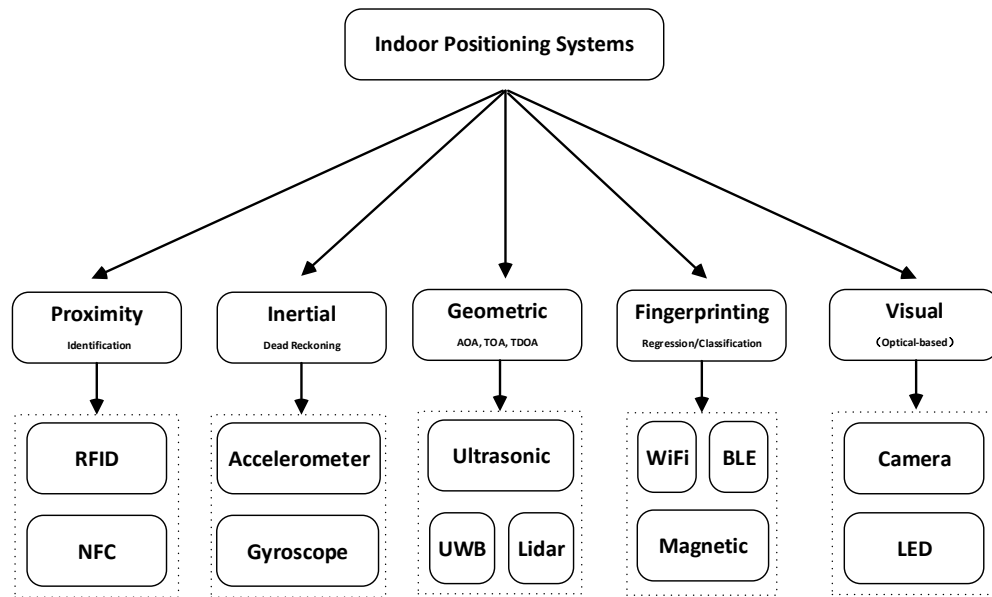 Indoor Positioning Systems
Proximity
Identification
Inertial
Dead Reckoning
Geometric
AOA, TOA, TDOA
Fingerprinting
Regression/Classification
Visual
（Optical-based）
RFID
NFC
Accelerometer
Gyroscope
Ultrasonic
UWB
Lidar
WiFi
BLE
Magnetic
Camera
LED